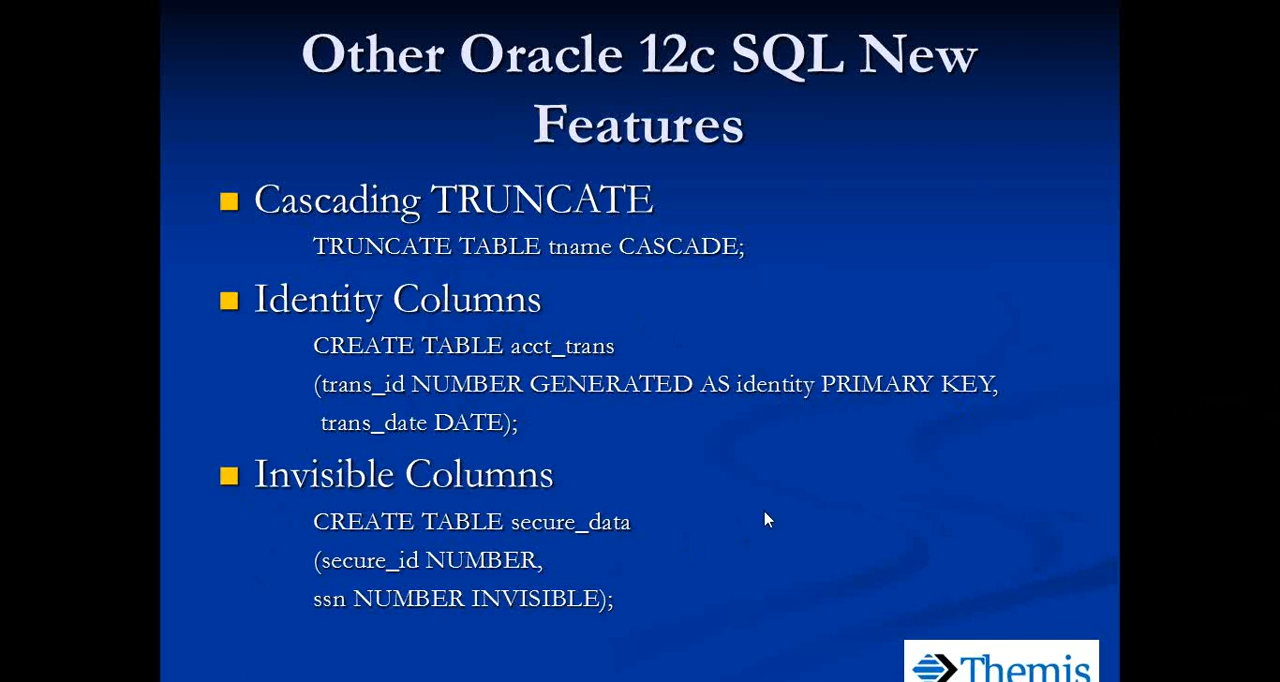 Other Oracle 12c SQL New
Features
Cascading TRUNCATE
TRUNCATE TABLE tname CASCADE;
Identity Columns
CREATE TABLE acct_trans
(trans_id NUMBER GENERATED AS identity PRIMARY KEY,
trans_date DATE);
Invisible Columns
CREATE TABLE secure_data
(secure_id NUMBER,
ssn NUMBER INVISIBLE);
Themis